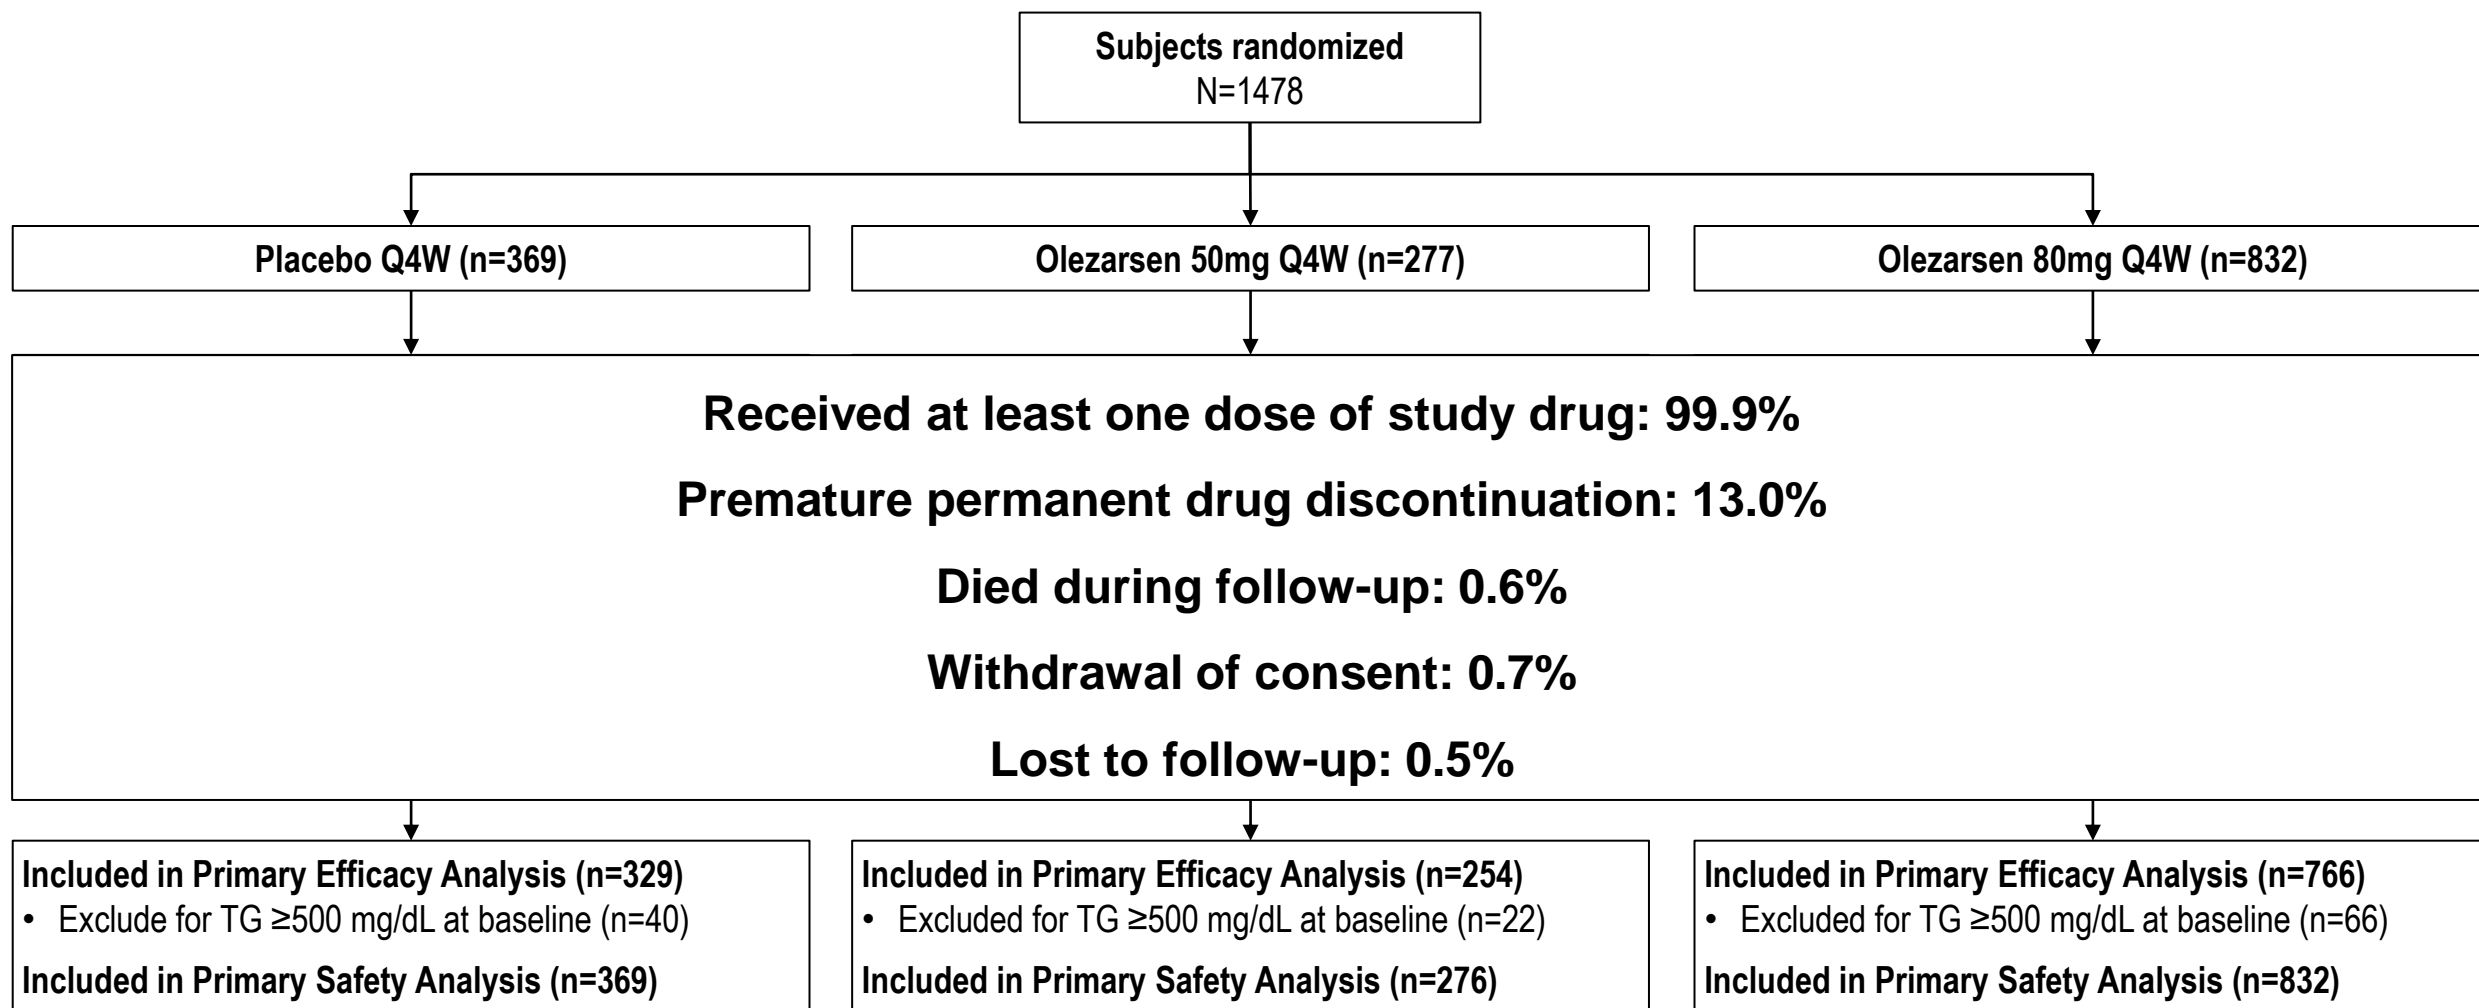 Subjects randomized
N=1478
Placebo Q4W (n=369)
Olezarsen 50mg Q4W (n=277)
Olezarsen 80mg Q4W (n=832)
Received at least one dose of study drug: 99.9%
Premature permanent drug discontinuation: 13.0%
Died during follow-up: 0.6%
Withdrawal of consent: 0.7%
Lost to follow-up: 0.5%
Included in Primary Efficacy Analysis (n=329)
• Exclude for TG ≥500 mg/dL at baseline (n=40)
Included in Primary Safety Analysis (n=369)
Included in Primary Efficacy Analysis (n=254)
• Excluded for TG ≥500 mg/dL at baseline (n=22)
Included in Primary Safety Analysis (n=276)
Included in Primary Efficacy Analysis (n=766)
• Excluded for TG ≥500 mg/dL at baseline (n=66)
Included in Primary Safety Analysis (n=832)